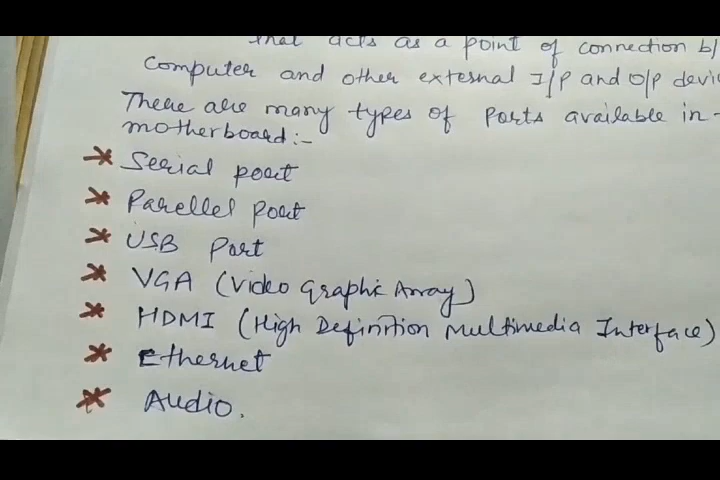 that acts as a point of connection b/
computer and other external I/P and O/P devi
There are many types of Ports available in
motherboard:-
* Serial port
* Parellel Port
* USB Port
* VGA (Video Graphic Array)
* HDMI (High Definition Multimedia Interface)
* Ethernet
* Audio.